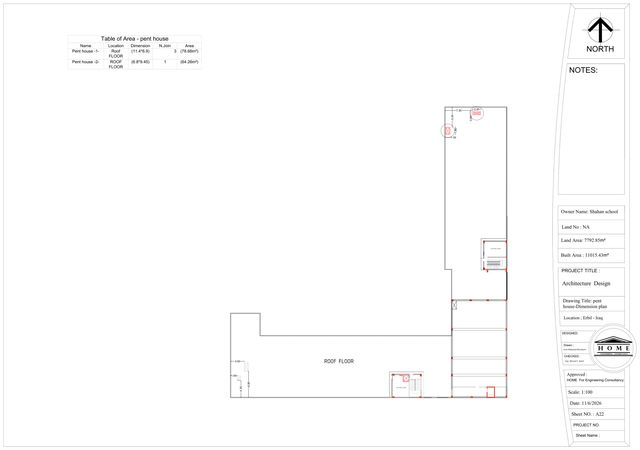 Table of Area - pent house
Name Location Dimension N.Join Area
Pent house -1- Roof FLOOR (11.4*6.9) 3 (78.66m²)
Pent house -2- ROOF FLOOR (6.8*9.45) 1 (64.26m²)
NORTH
NOTES:
ROOF FLOOR
Owner Name: Shahan school
Land No : NA
Land Area: 7792.85m²
Built Area : 11015.43m²
PROJECT TITLE :
Architecture Design
Drawing Title: pent
house-Dimension plan
Location ; Erbil - Iraq
DESIGNED:
Drawn :
CHECKED:
HOME
Approved :
HOME For Engineering Consultancy
Scale: 1:100
Date: 11/6/2026
Sheet NO. : A22
PROJECT NO.
Sheet Name :